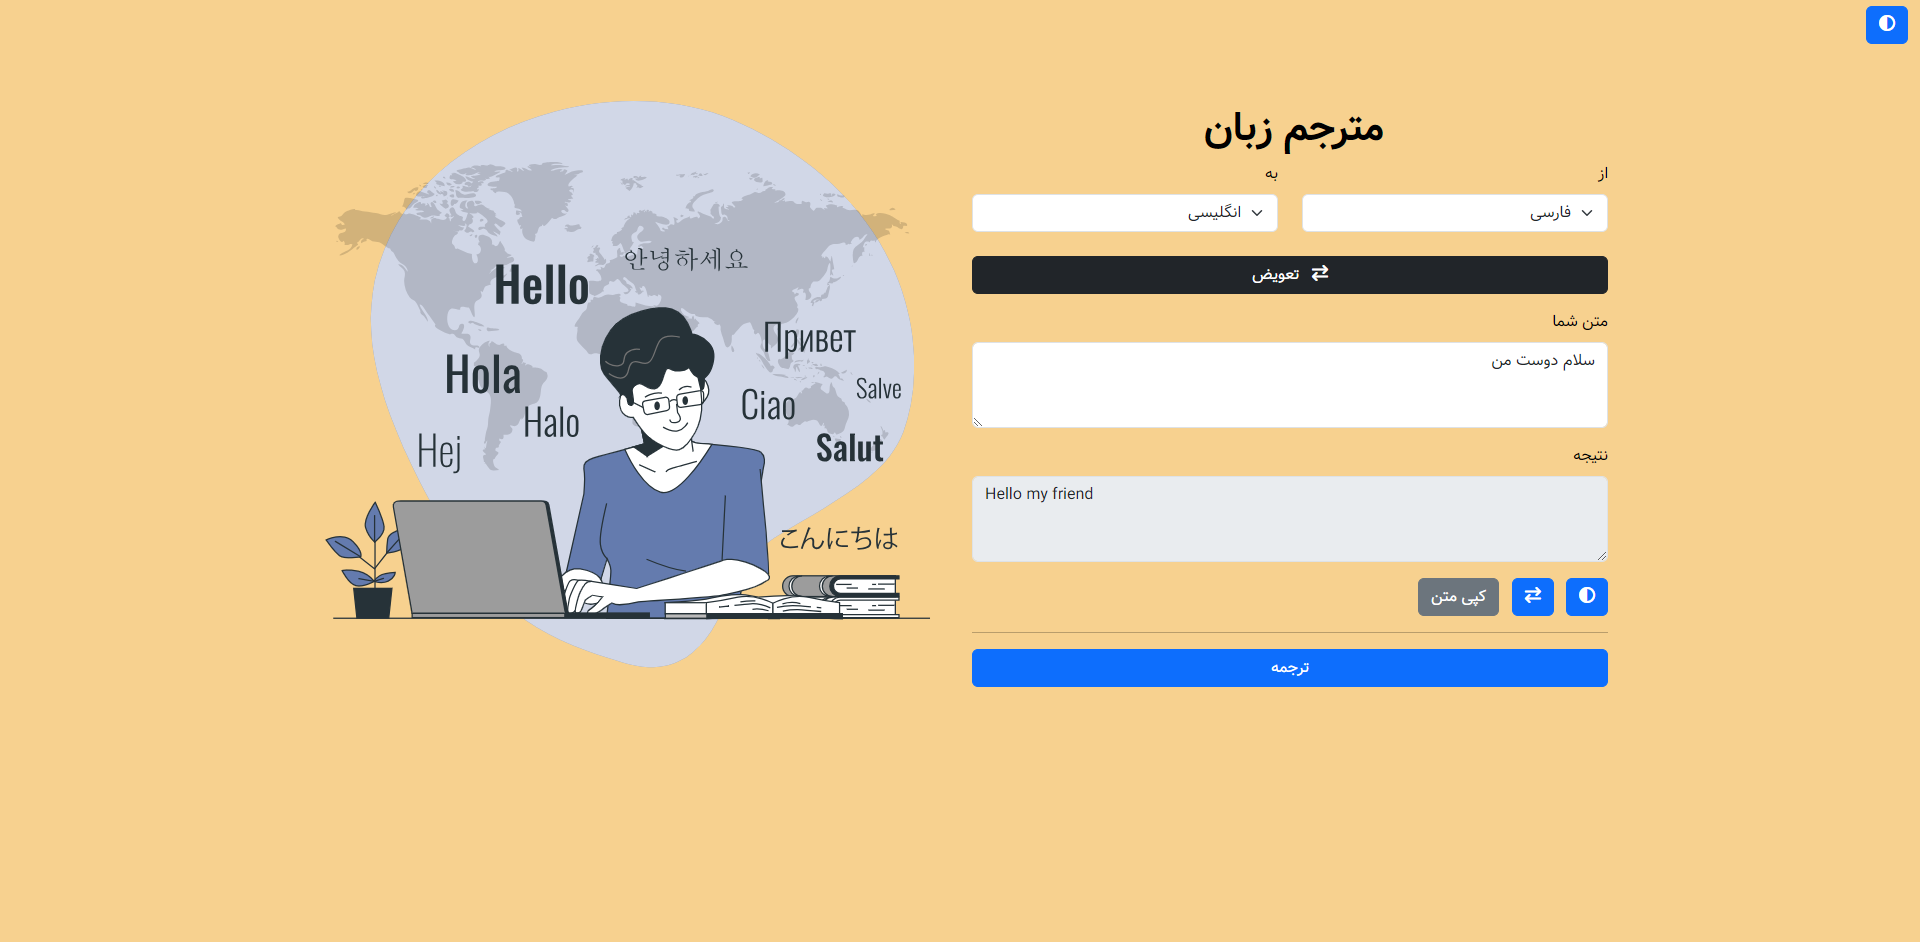 مترجم زبان
از
به
فارسی
انگلیسی
تعویض
متن شما
سلام دوست من
نتیجه
Hello my friend
کپی متن
ترجمه
안녕하세요
Hello
Привет
Hola
Salve
Ciao
Halo
Salut
Hej
こんにちは